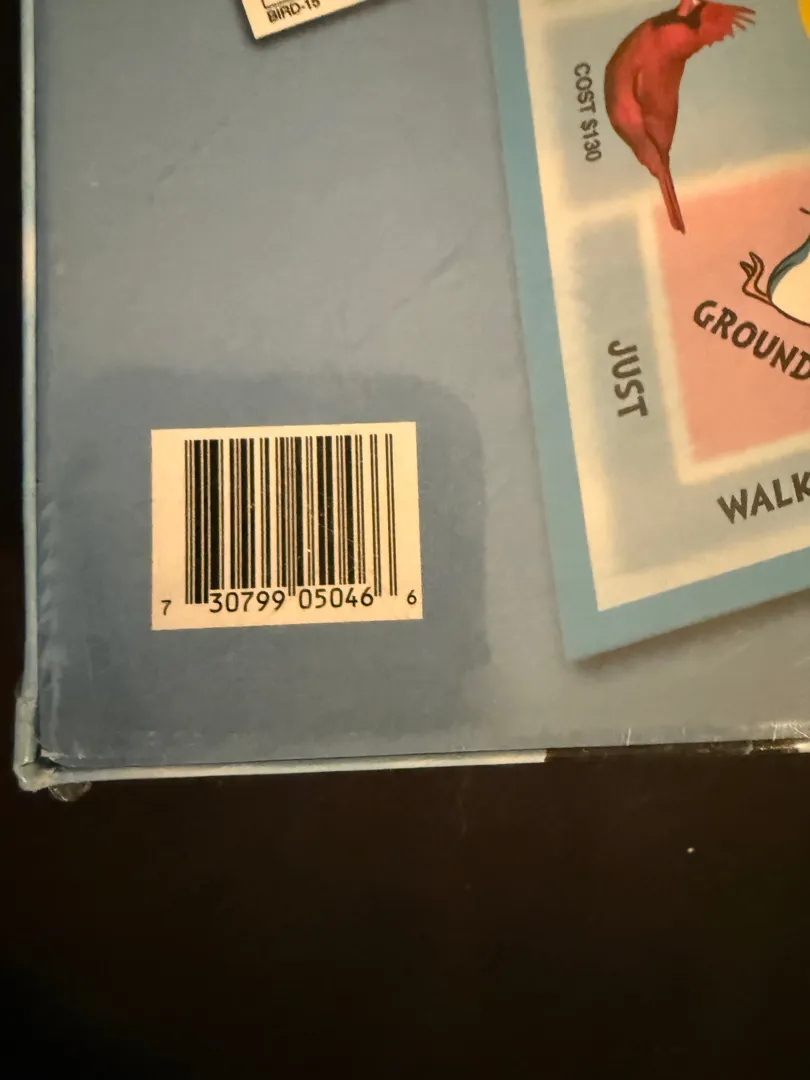 BIRD-15
COST $130
JUST
GROUND
WALK
7 30799 05046 6